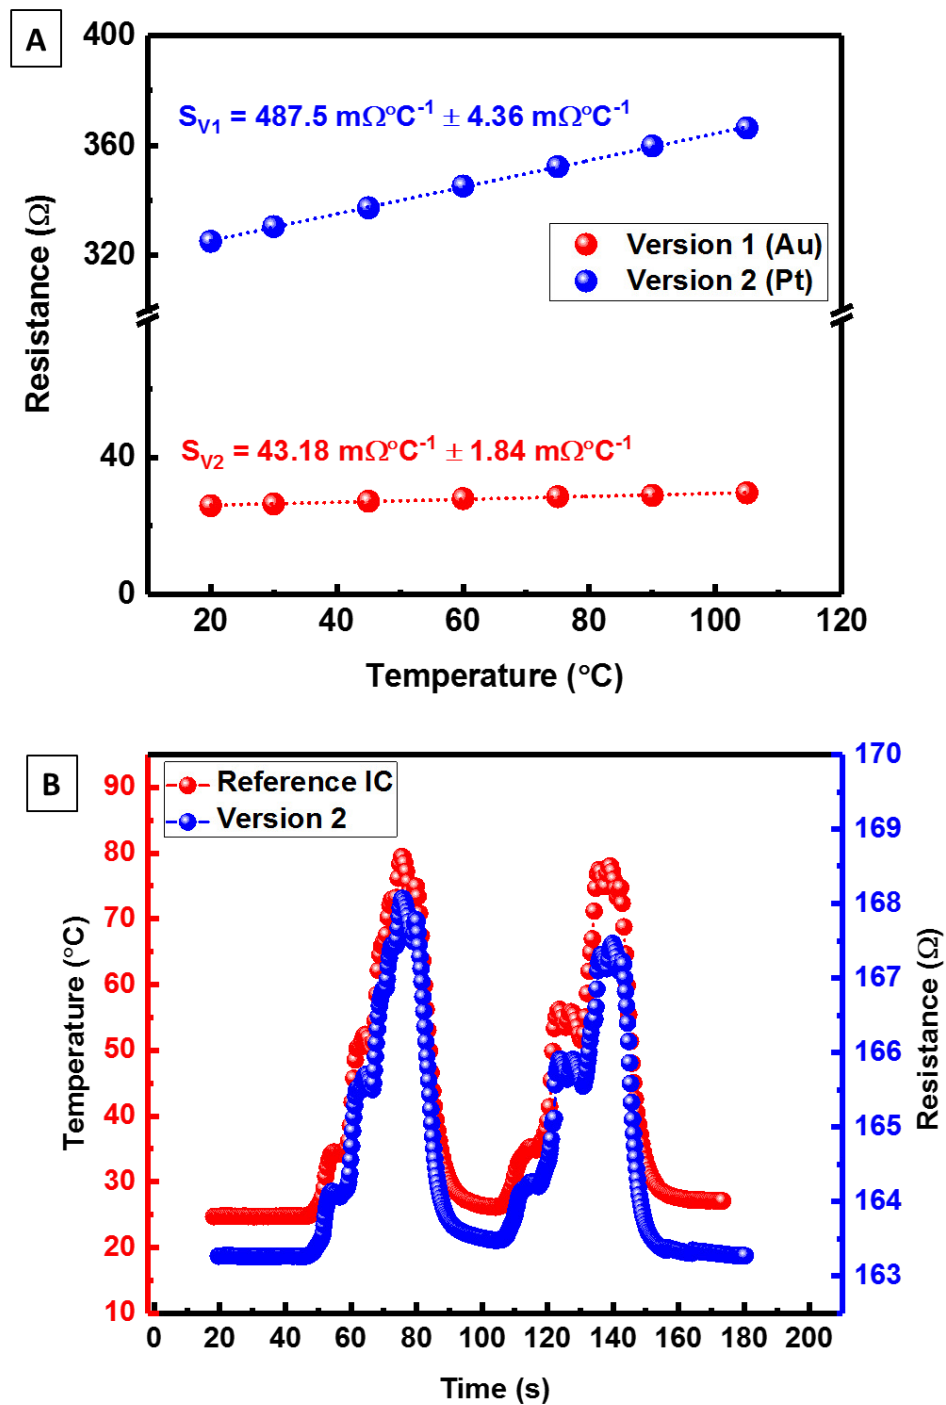 A
400
S_V1 = 487.5 mΩ°C⁻¹ ± 4.36 mΩ°C⁻¹
360
Version 1 (Au)
Version 2 (Pt)
320
Resistance (Ω)
S_V2 = 43.18 mΩ°C⁻¹ ± 1.84 mΩ°C⁻¹
40
0
20 40 60 80 100 120
Temperature (°C)
B
Reference IC
Version 2
90
80
70
60
50
40
30
20
10
Temperature (°C)
170
169
168
167
166
165
164
163
Resistance (Ω)
0 20 40 60 80 100 120 140 160 180 200
Time (s)